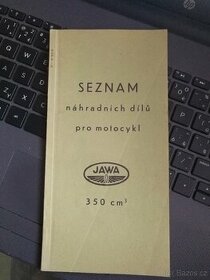 SEZNAM
náhradních dílů
pro motocykl
JAWA
350 cm³